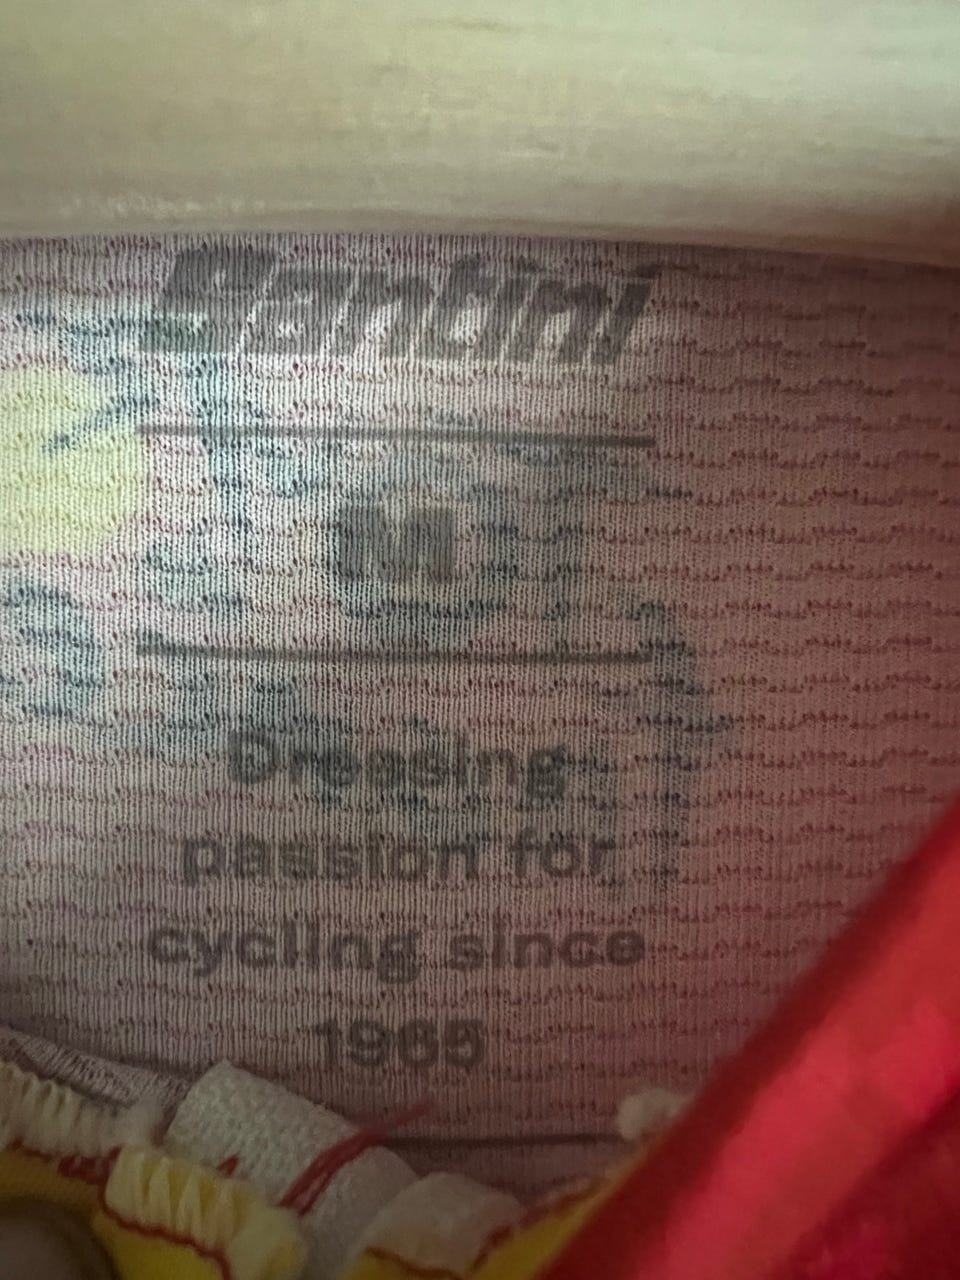 Santini
M
Dressing
passion for
cycling since
1965